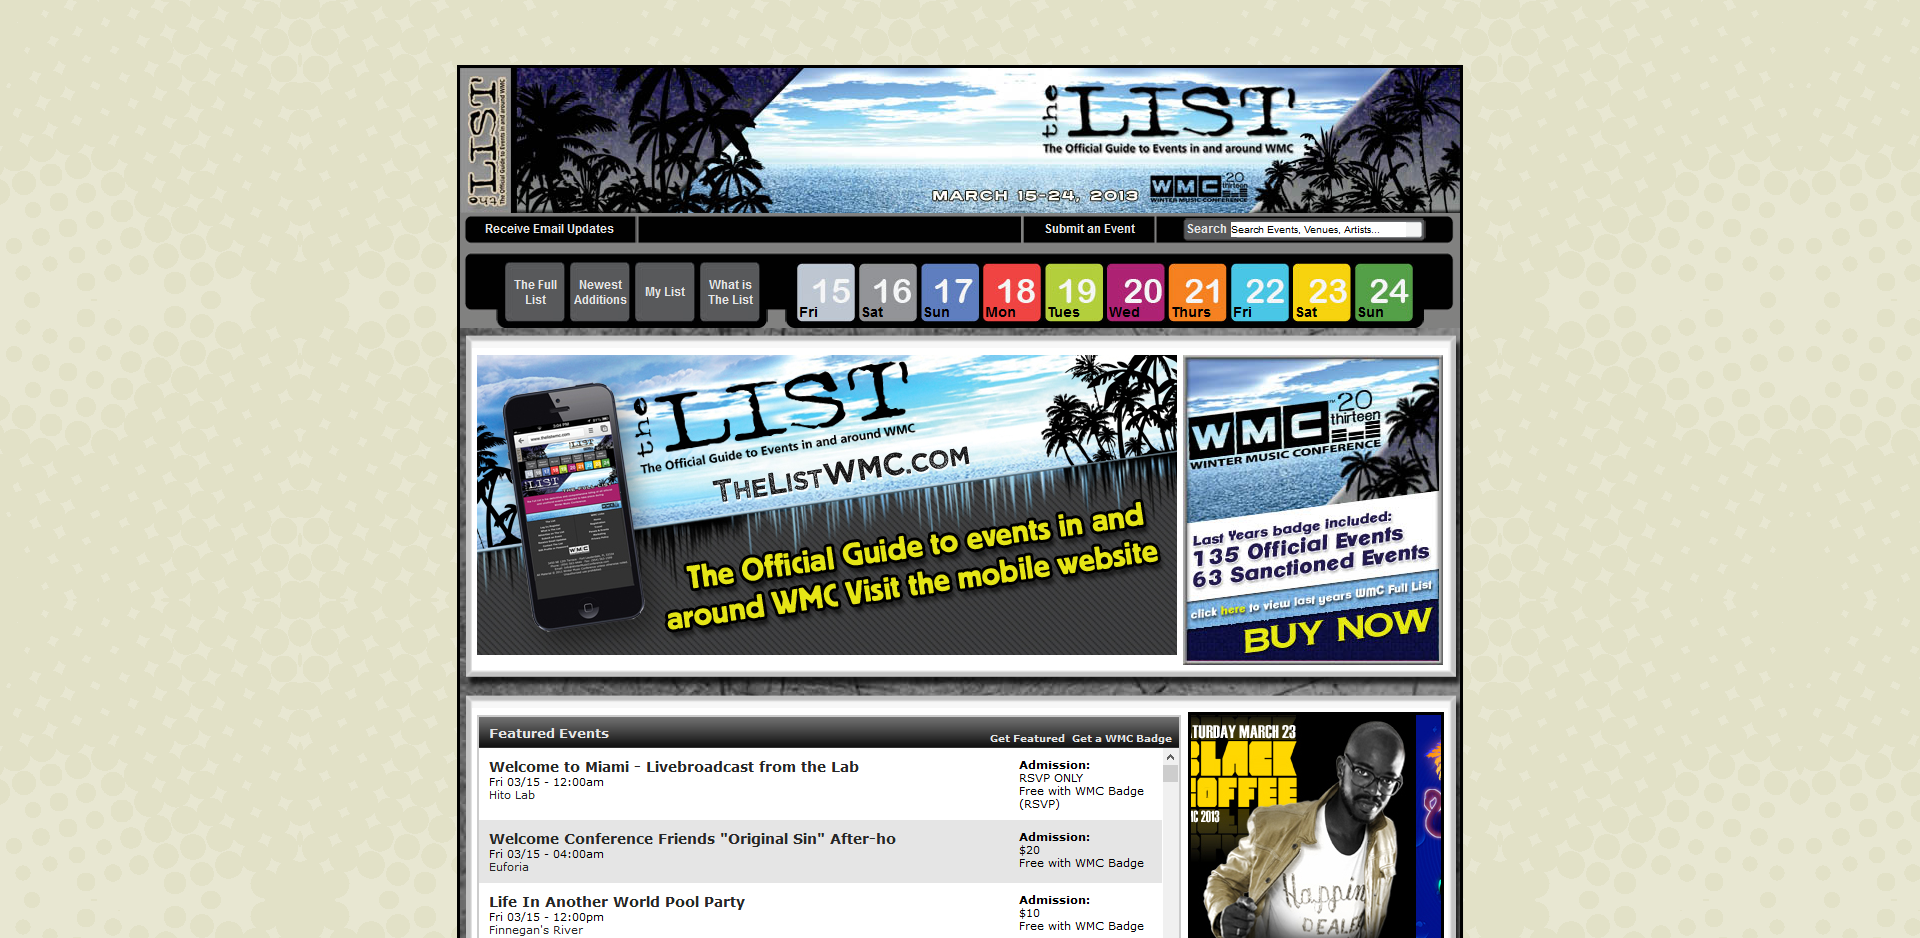 the LIST
The Official Guide to Events in and around WMC
the LIST
The Official Guide to Events in and around WMC
MARCH 15-24, 2013
WMC 20 thirteen
WINTER MUSIC CONFERENCE
Receive Email Updates
Submit an Event
Search Search Events, Venues, Artists...
The Full List
Newest Additions
My List
What is The List
15 Fri
16 Sat
17 Sun
18 Mon
19 Tues
20 Wed
21 Thurs
22 Fri
23 Sat
24 Sun
the LIST
The Official Guide to Events in and around WMC
THELISTWMC.COM
The Official Guide to events in and
around WMC Visit the mobile website
WMC 20 thirteen
WINTER MUSIC CONFERENCE
Last Years badge included:
135 Official Events
63 Sanctioned Events
click here to view last years WMC Full List
BUY NOW
Featured Events
Get Featured Get a WMC Badge
Welcome to Miami - Livebroadcast from the Lab
Fri 03/15 - 12:00am
Hito Lab
Admission:
RSVP ONLY
Free with WMC Badge
(RSVP)
Welcome Conference Friends "Original Sin" After-ho
Fri 03/15 - 04:00am
Euforia
Admission:
$20
Free with WMC Badge
Life In Another World Pool Party
Fri 03/15 - 12:00pm
Finnegan's River
Admission:
$10
Free with WMC Badge
TURDAY MARCH 23
BLACK
COFFEE
MC 2013
Happin
DEALE